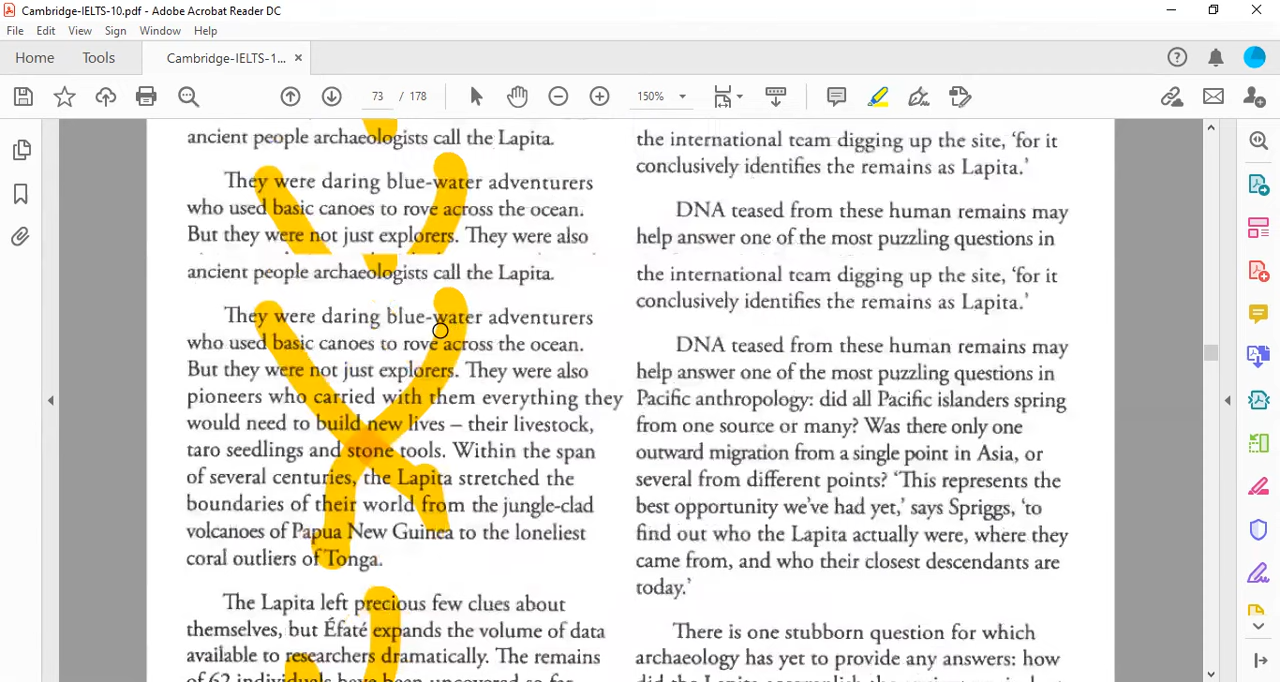 Cambridge-IELTS-10.pdf - Adobe Acrobat Reader DC
File Edit View Sign Window Help
Home Tools Cambridge-IELTS-1... ×
73 / 178 150%
ancient people archaeologists call the Lapita.
They were daring blue-water adventurers
who used basic canoes to rove across the ocean.
But they were not just explorers. They were also
ancient people archaeologists call the Lapita.
They were daring blue-water adventurers
who used basic canoes to rove across the ocean.
But they were not just explorers. They were also
pioneers who carried with them everything they
would need to build new lives – their livestock,
taro seedlings and stone tools. Within the span
of several centuries, the Lapita stretched the
boundaries of their world from the jungle-clad
volcanoes of Papua New Guinea to the loneliest
coral outliers of Tonga.
The Lapita left precious few clues about
themselves, but Éfaté expands the volume of data
available to researchers dramatically. The remains
of 62 individuals have been uncovered so far
the international team digging up the site, ‘for it
conclusively identifies the remains as Lapita.’
DNA teased from these human remains may
help answer one of the most puzzling questions in
the international team digging up the site, ‘for it
conclusively identifies the remains as Lapita.’
DNA teased from these human remains may
help answer one of the most puzzling questions in
Pacific anthropology: did all Pacific islanders spring
from one source or many? Was there only one
outward migration from a single point in Asia, or
several from different points? ‘This represents the
best opportunity we’ve had yet,’ says Spriggs, ‘to
find out who the Lapita actually were, where they
came from, and who their closest descendants are
today.’
There is one stubborn question for which
archaeology has yet to provide any answers: how
did the Lapita accomplish the